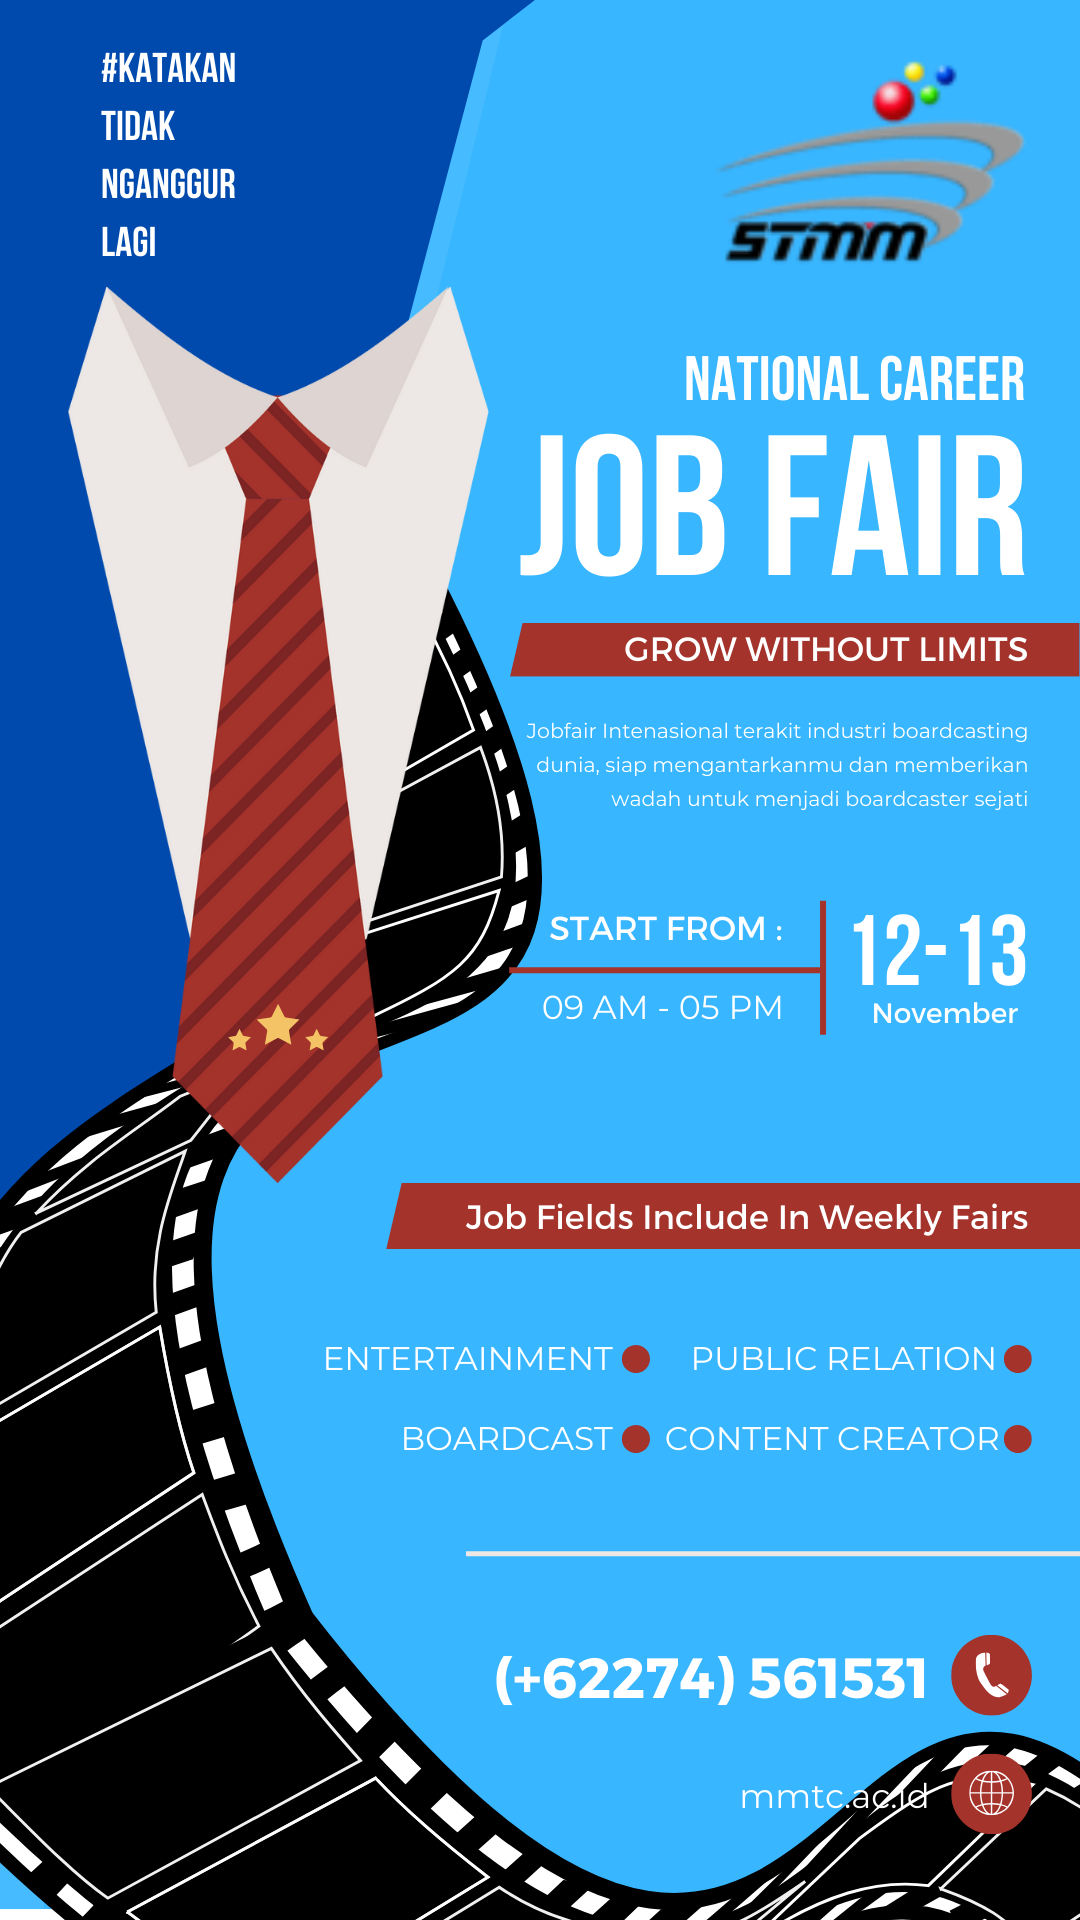 #KATAKAN
TIDAK
NGANGGUR
LAGI
STMM
NATIONAL CAREER
JOB FAIR
GROW WITHOUT LIMITS
Jobfair Intenasional terakit industri boardcasting
dunia, siap mengantarkanmu dan memberikan
wadah untuk menjadi boardcaster sejati
START FROM :
09 AM - 05 PM
12-13
November
Job Fields Include In Weekly Fairs
ENTERTAINMENT
PUBLIC RELATION
BOARDCAST
CONTENT CREATOR
(+62274) 561531
mmtc.ac.id